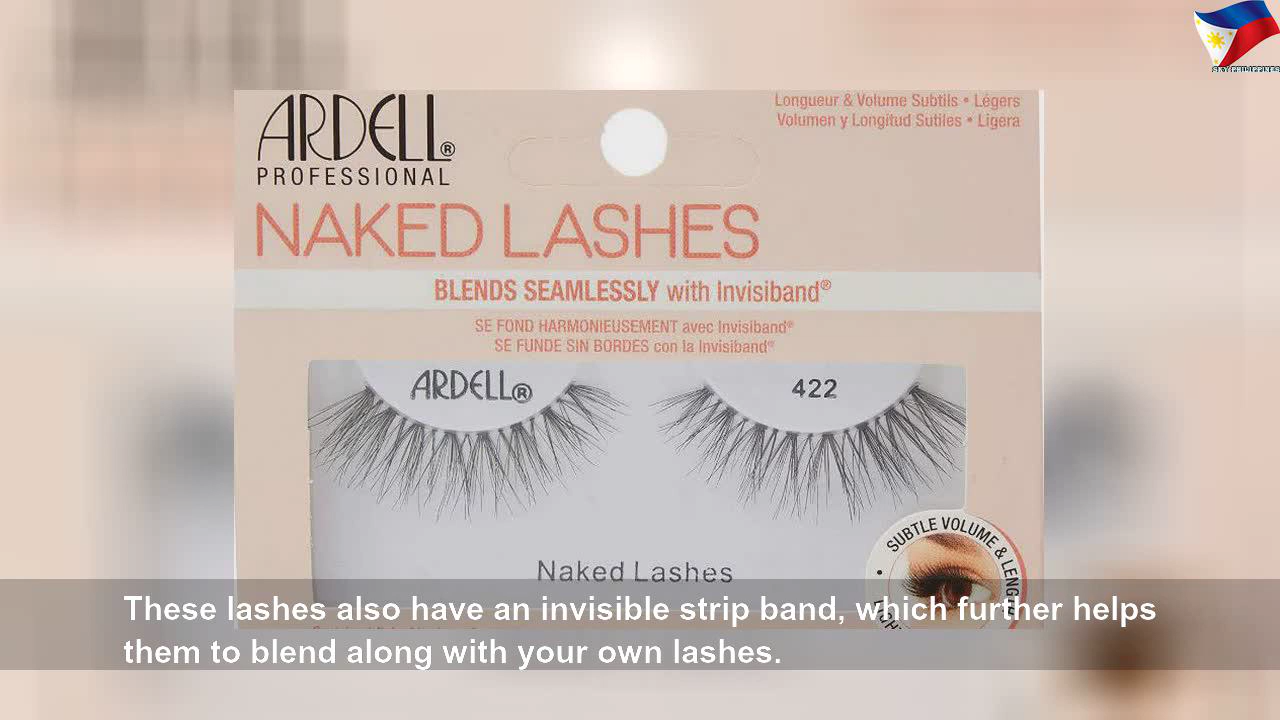 SKY PHILIPPINES
ARDELL®
PROFESSIONAL
Longueur & Volume Subtils • Légers
Volumen y Longitud Sutiles • Ligera
NAKED LASHES
BLENDS SEAMLESSLY with Invisiband®
SE FOND HARMONIEUSEMENT avec Invisiband®
SE FUNDE SIN BORDES con la Invisiband®
ARDELL®
422
SUBTLE VOLUME &
Naked Lashes
These lashes also have an invisible strip band, which further helps
them to blend along with your own lashes.